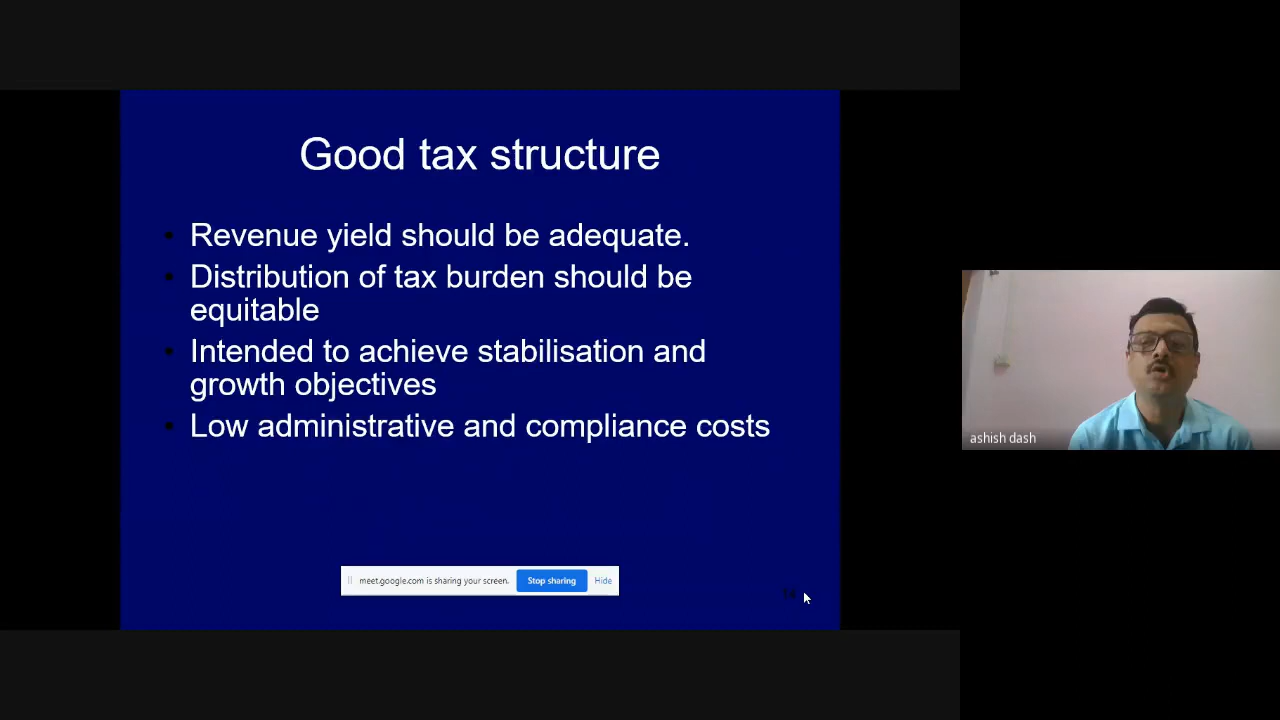 Good tax structure
Revenue yield should be adequate.
Distribution of tax burden should be
equitable
Intended to achieve stabilisation and
growth objectives
Low administrative and compliance costs
meet.google.com is sharing your screen.
Stop sharing
Hide
ashish dash